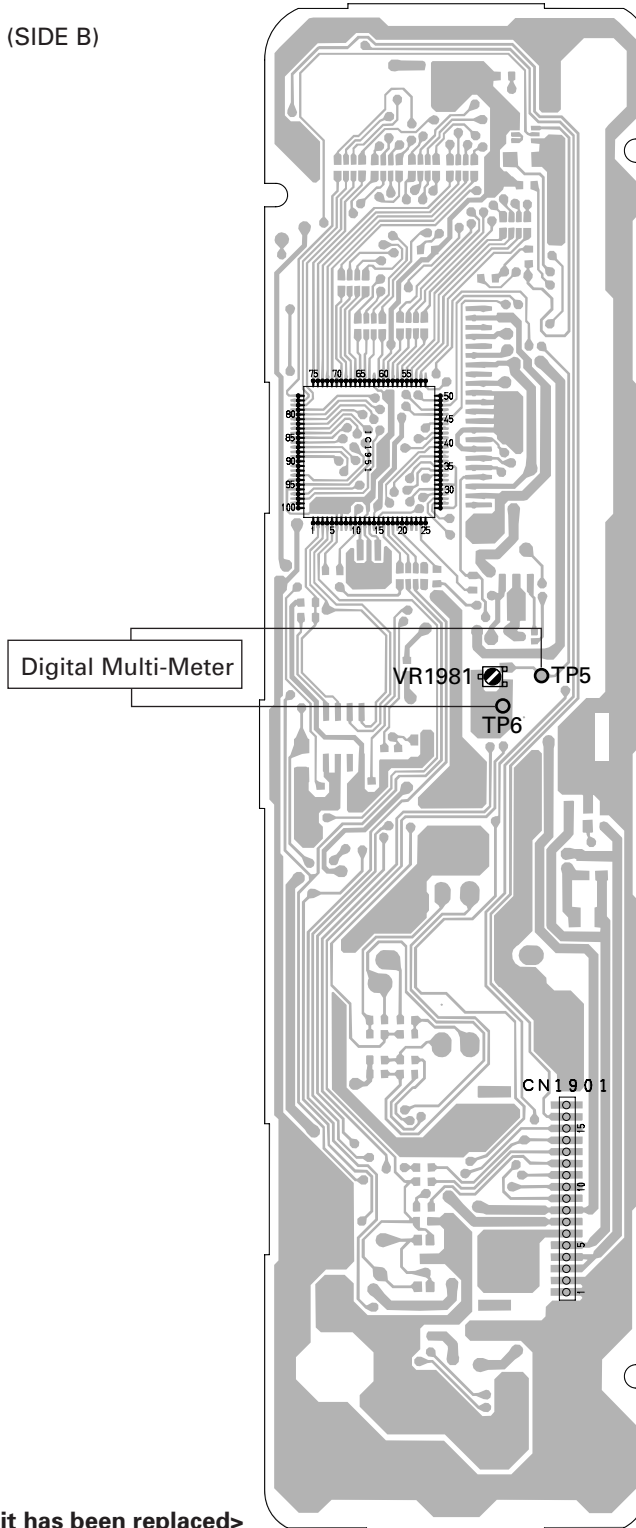 (SIDE B)
75 70 65 60 55
50
80
45
85
40
90
35
95
30
100
IC1951
1 5 10 15 20 25
Digital Multi-Meter
VR1981
TP5
TP6
CN1901
15
10
5
1
it has been replaced>